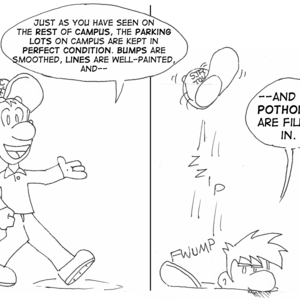 JUST AS YOU HAVE SEEN ON
THE REST OF CAMPUS, THE PARKING
LOTS ON CAMPUS ARE KEPT IN
PERFECT CONDITION. BUMPS ARE
SMOOTHED, LINES ARE WELL-PAINTED,
AND--
--AND
POTHO
ARE FIL
IN.
ZIP
FWUMP